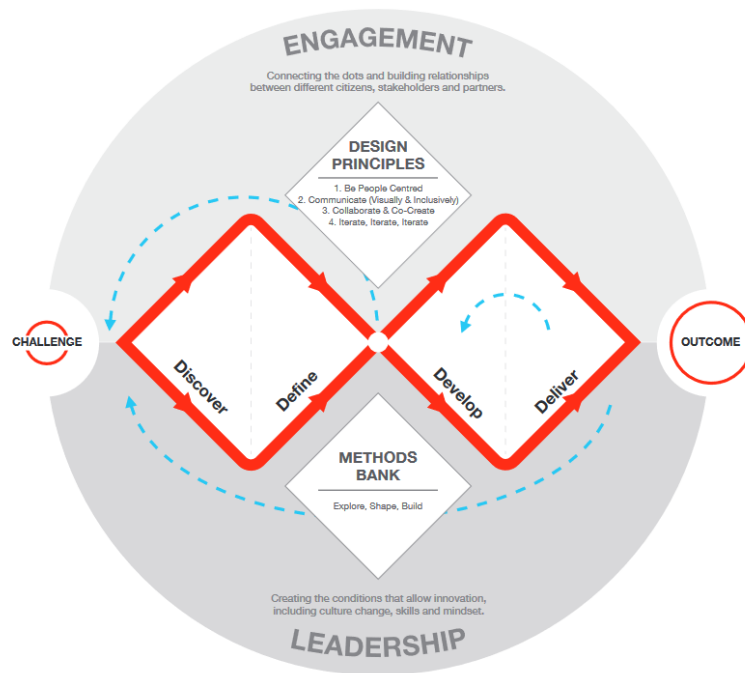 ENGAGEMENT
Connecting the dots and building relationships
between different citizens, stakeholders and partners.
DESIGN
PRINCIPLES
1. Be People Centred
2. Communicate (Visually & Inclusively)
3. Collaborate & Co-Create
4. Iterate, Iterate, Iterate
CHALLENGE
OUTCOME
Discover
Define
Develop
Deliver
METHODS
BANK
Explore, Shape, Build
Creating the conditions that allow innovation,
including culture change, skills and mindset.
LEADERSHIP